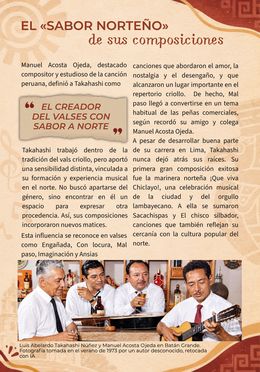 EL «SABOR NORTEÑO»
de sus composiciones
Manuel Acosta Ojeda, destacado
compositor y estudioso de la canción
peruana, definió a Takahashi como
“ EL CREADOR
DEL VALSES CON
SABOR A NORTE ”
Takahashi trabajó dentro de la
tradición del vals criollo, pero aportó
una sensibilidad distinta, vinculada a
su formación y experiencia musical
en el norte. No buscó apartarse del
género, sino encontrar en él un
espacio para expresar otra
procedencia. Así, sus composiciones
incorporaron nuevos matices.
Esta influencia se reconoce en valses
como Engañada, Con locura, Mal
paso, Imaginación y Ansias
canciones que abordaron el amor, la
nostalgia y el desengaño, y que
alcanzaron un lugar importante en el
repertorio criollo. De hecho, Mal
paso llegó a convertirse en un tema
habitual de las peñas comerciales,
según recordó su amigo y colega
Manuel Acosta Ojeda.
A pesar de desarrollar buena parte
de su carrera en Lima, Takahashi
nunca dejó atrás sus raíces. Su
primera gran composición exitosa
fue la marinera norteña ¡Que viva
Chiclayo!, una celebración musical
de la ciudad y del orgullo
lambayecano. A ella se sumaron
Sacachispas y El chisco silbador,
canciones que también reflejan su
cercanía con la cultura popular del
norte.
Luis Abelardo Takahashi Núñez y Manuel Acosta Ojeda en Batán Grande.
Fotografía tomada en el verano de 1973 por un autor desconocido, retocada
con IA